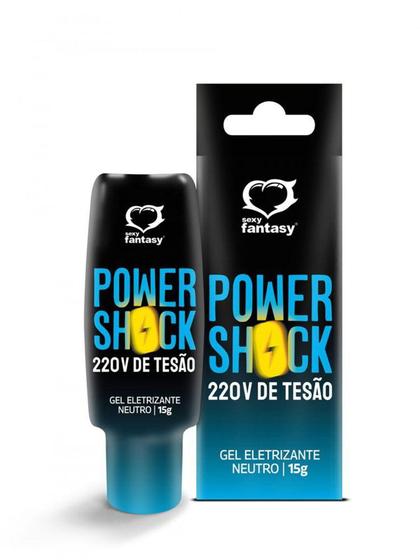 sexy
fantasy®
POWER
SHOCK
220V DE TESÃO
GEL ELETRIZANTE
NEUTRO | 15g
sexy
fantasy®
POWER
SHOCK
220V DE TESÃO
GEL ELETRIZANTE
NEUTRO | 15g